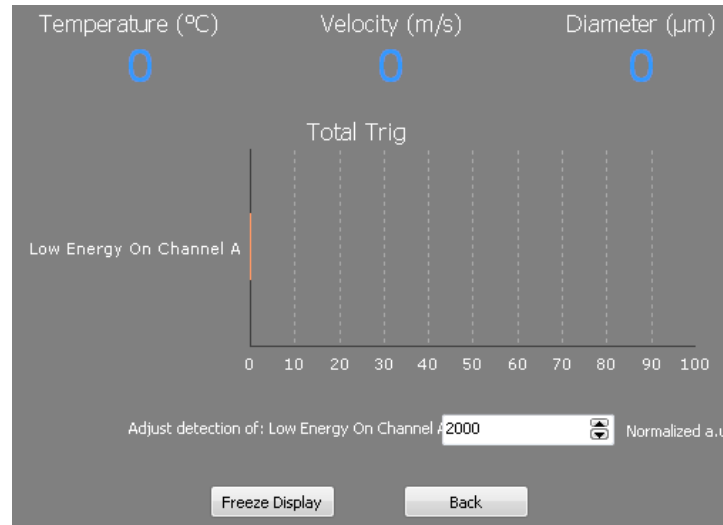 Temperature (ºC) Velocity (m/s) Diameter (µm)
0 0 0
Total Trig
Low Energy On Channel A
0 10 20 30 40 50 60 70 80 90 100
Adjust detection of: Low Energy On Channel A 2000 Normalized a.u
Freeze Display Back